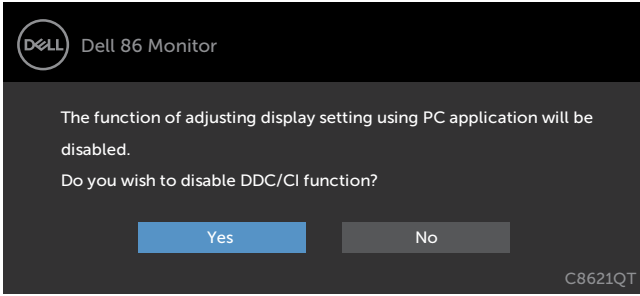 DELL
Dell 86 Monitor
The function of adjusting display setting using PC application will be
disabled.
Do you wish to disable DDC/CI function?
Yes
No
C8621QT